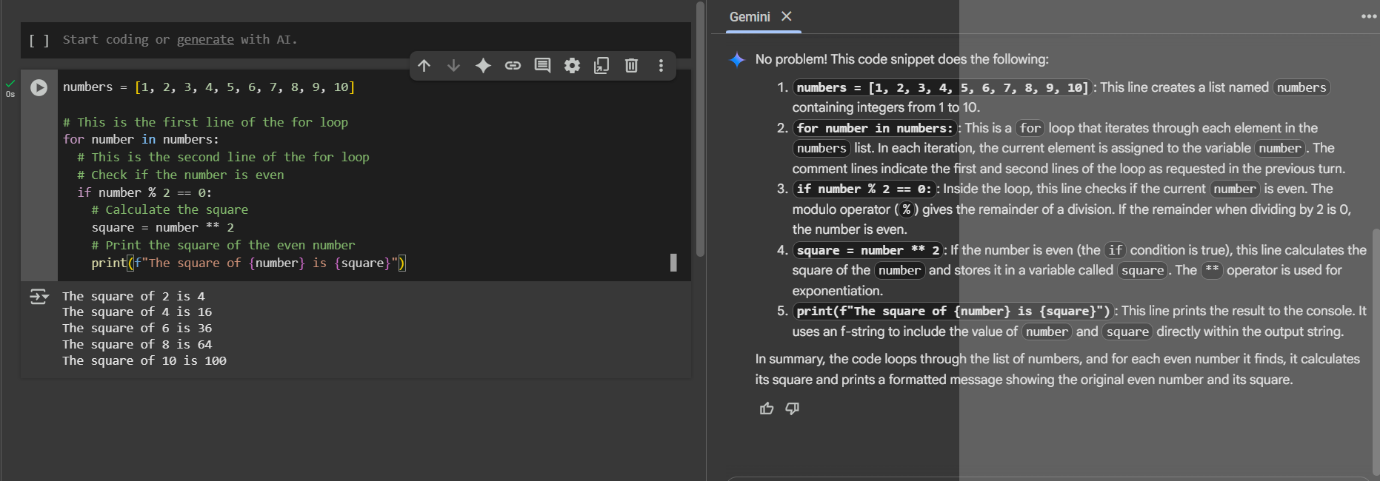 [ ] Start coding or generate with AI.
0s
numbers = [1, 2, 3, 4, 5, 6, 7, 8, 9, 10]
# This is the first line of the for loop
for number in numbers:
# This is the second line of the for loop
# Check if the number is even
if number % 2 == 0:
# Calculate the square
square = number ** 2
# Print the square of the even number
print(f"The square of {number} is {square}")
The square of 2 is 4
The square of 4 is 16
The square of 6 is 36
The square of 8 is 64
The square of 10 is 100
Gemini
No problem! This code snippet does the following:
1. numbers = [1, 2, 3, 4, 5, 6, 7, 8, 9, 10] : This line creates a list named numbers
containing integers from 1 to 10.
2. for number in numbers: : This is a for loop that iterates through each element in the
numbers list. In each iteration, the current element is assigned to the variable number . The
comment lines indicate the first and second lines of the loop as requested in the previous turn.
3. if number % 2 == 0: : Inside the loop, this line checks if the current number is even. The
modulo operator ( % ) gives the remainder of a division. If the remainder when dividing by 2 is 0,
the number is even.
4. square = number ** 2 : If the number is even (the if condition is true), this line calculates the
square of the number and stores it in a variable called square . The ** operator is used for
exponentiation.
5. print(f"The square of {number} is {square}") : This line prints the result to the console. It
uses an f-string to include the value of number and square directly within the output string.
In summary, the code loops through the list of numbers, and for each even number it finds, it calculates
its square and prints a formatted message showing the original even number and its square.